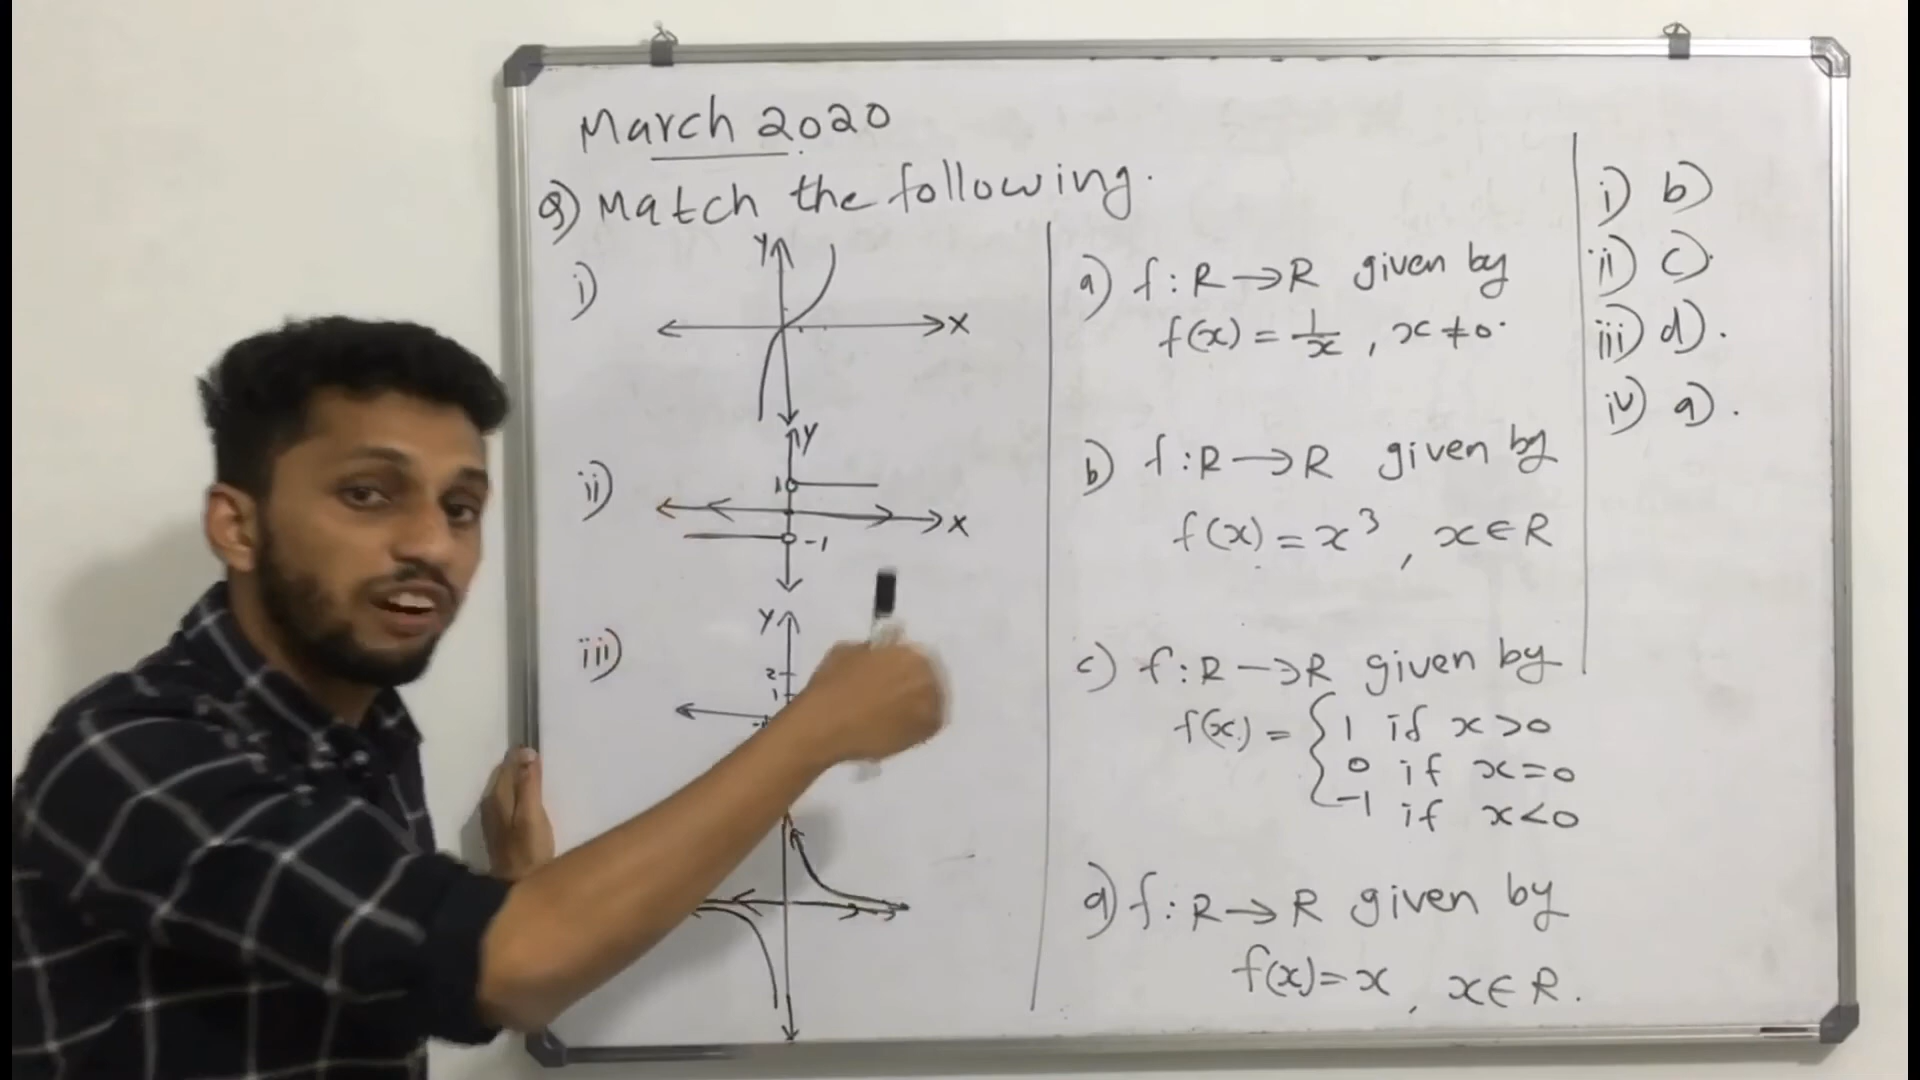 March 2020
Q) Match the following.
i)
Y
X
ii)
Y
1
X
-1
iii)
Y
2
1
a) f : R → R given by
f(x) = 1/x , x ≠ 0.
b) f : R → R given by
f(x) = x³ , x ∈ R
c) f : R → R given by
f(x) = { 1 if x > 0
0 if x = 0
-1 if x < 0
d) f : R → R given by
f(x) = x , x ∈ R.
i) b)
ii) c).
iii) d).
iv) a).